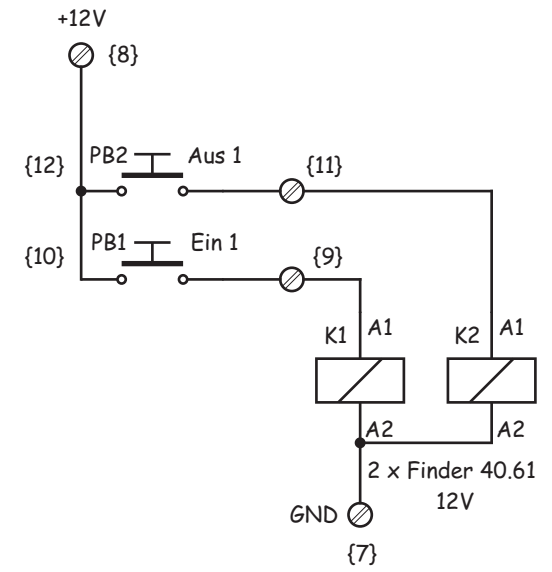 +12V
{8}
{12} PB2 Aus 1 {11}
{10} PB1 Ein 1 {9}
K1 A1 K2 A1
A2 A2
2 x Finder 40.61
12V
GND
{7}